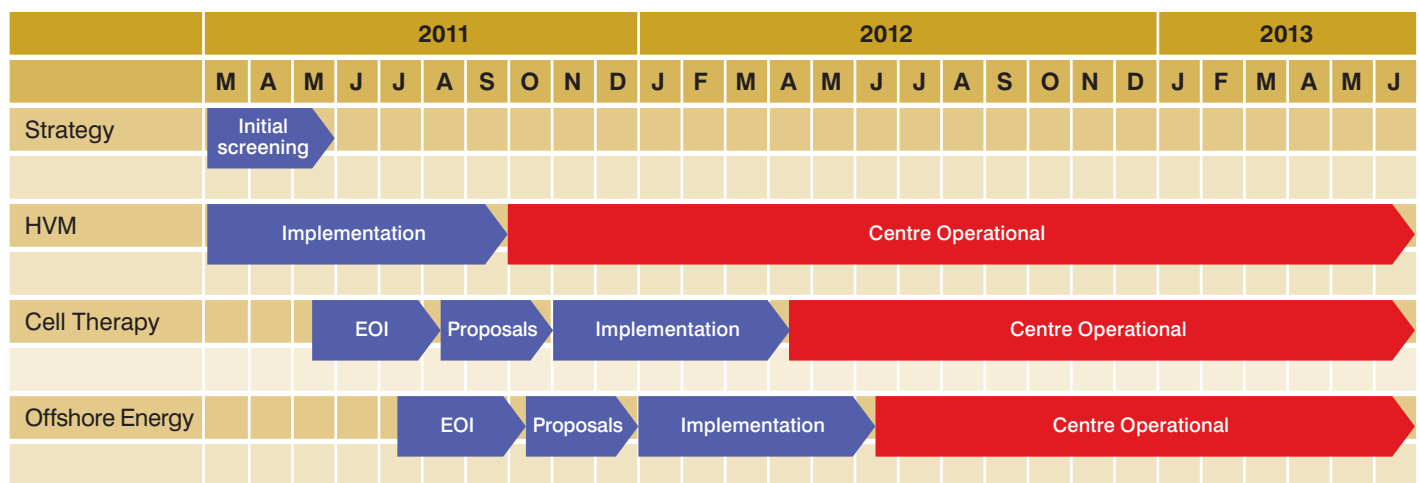 2011 2012 2013
M A M J J A S O N D J F M A M J J A S O N D J F M A M J
Strategy
Initial
screening
HVM Implementation Centre Operational
Cell Therapy EOI Proposals Implementation Centre Operational
Offshore Energy EOI Proposals Implementation Centre Operational